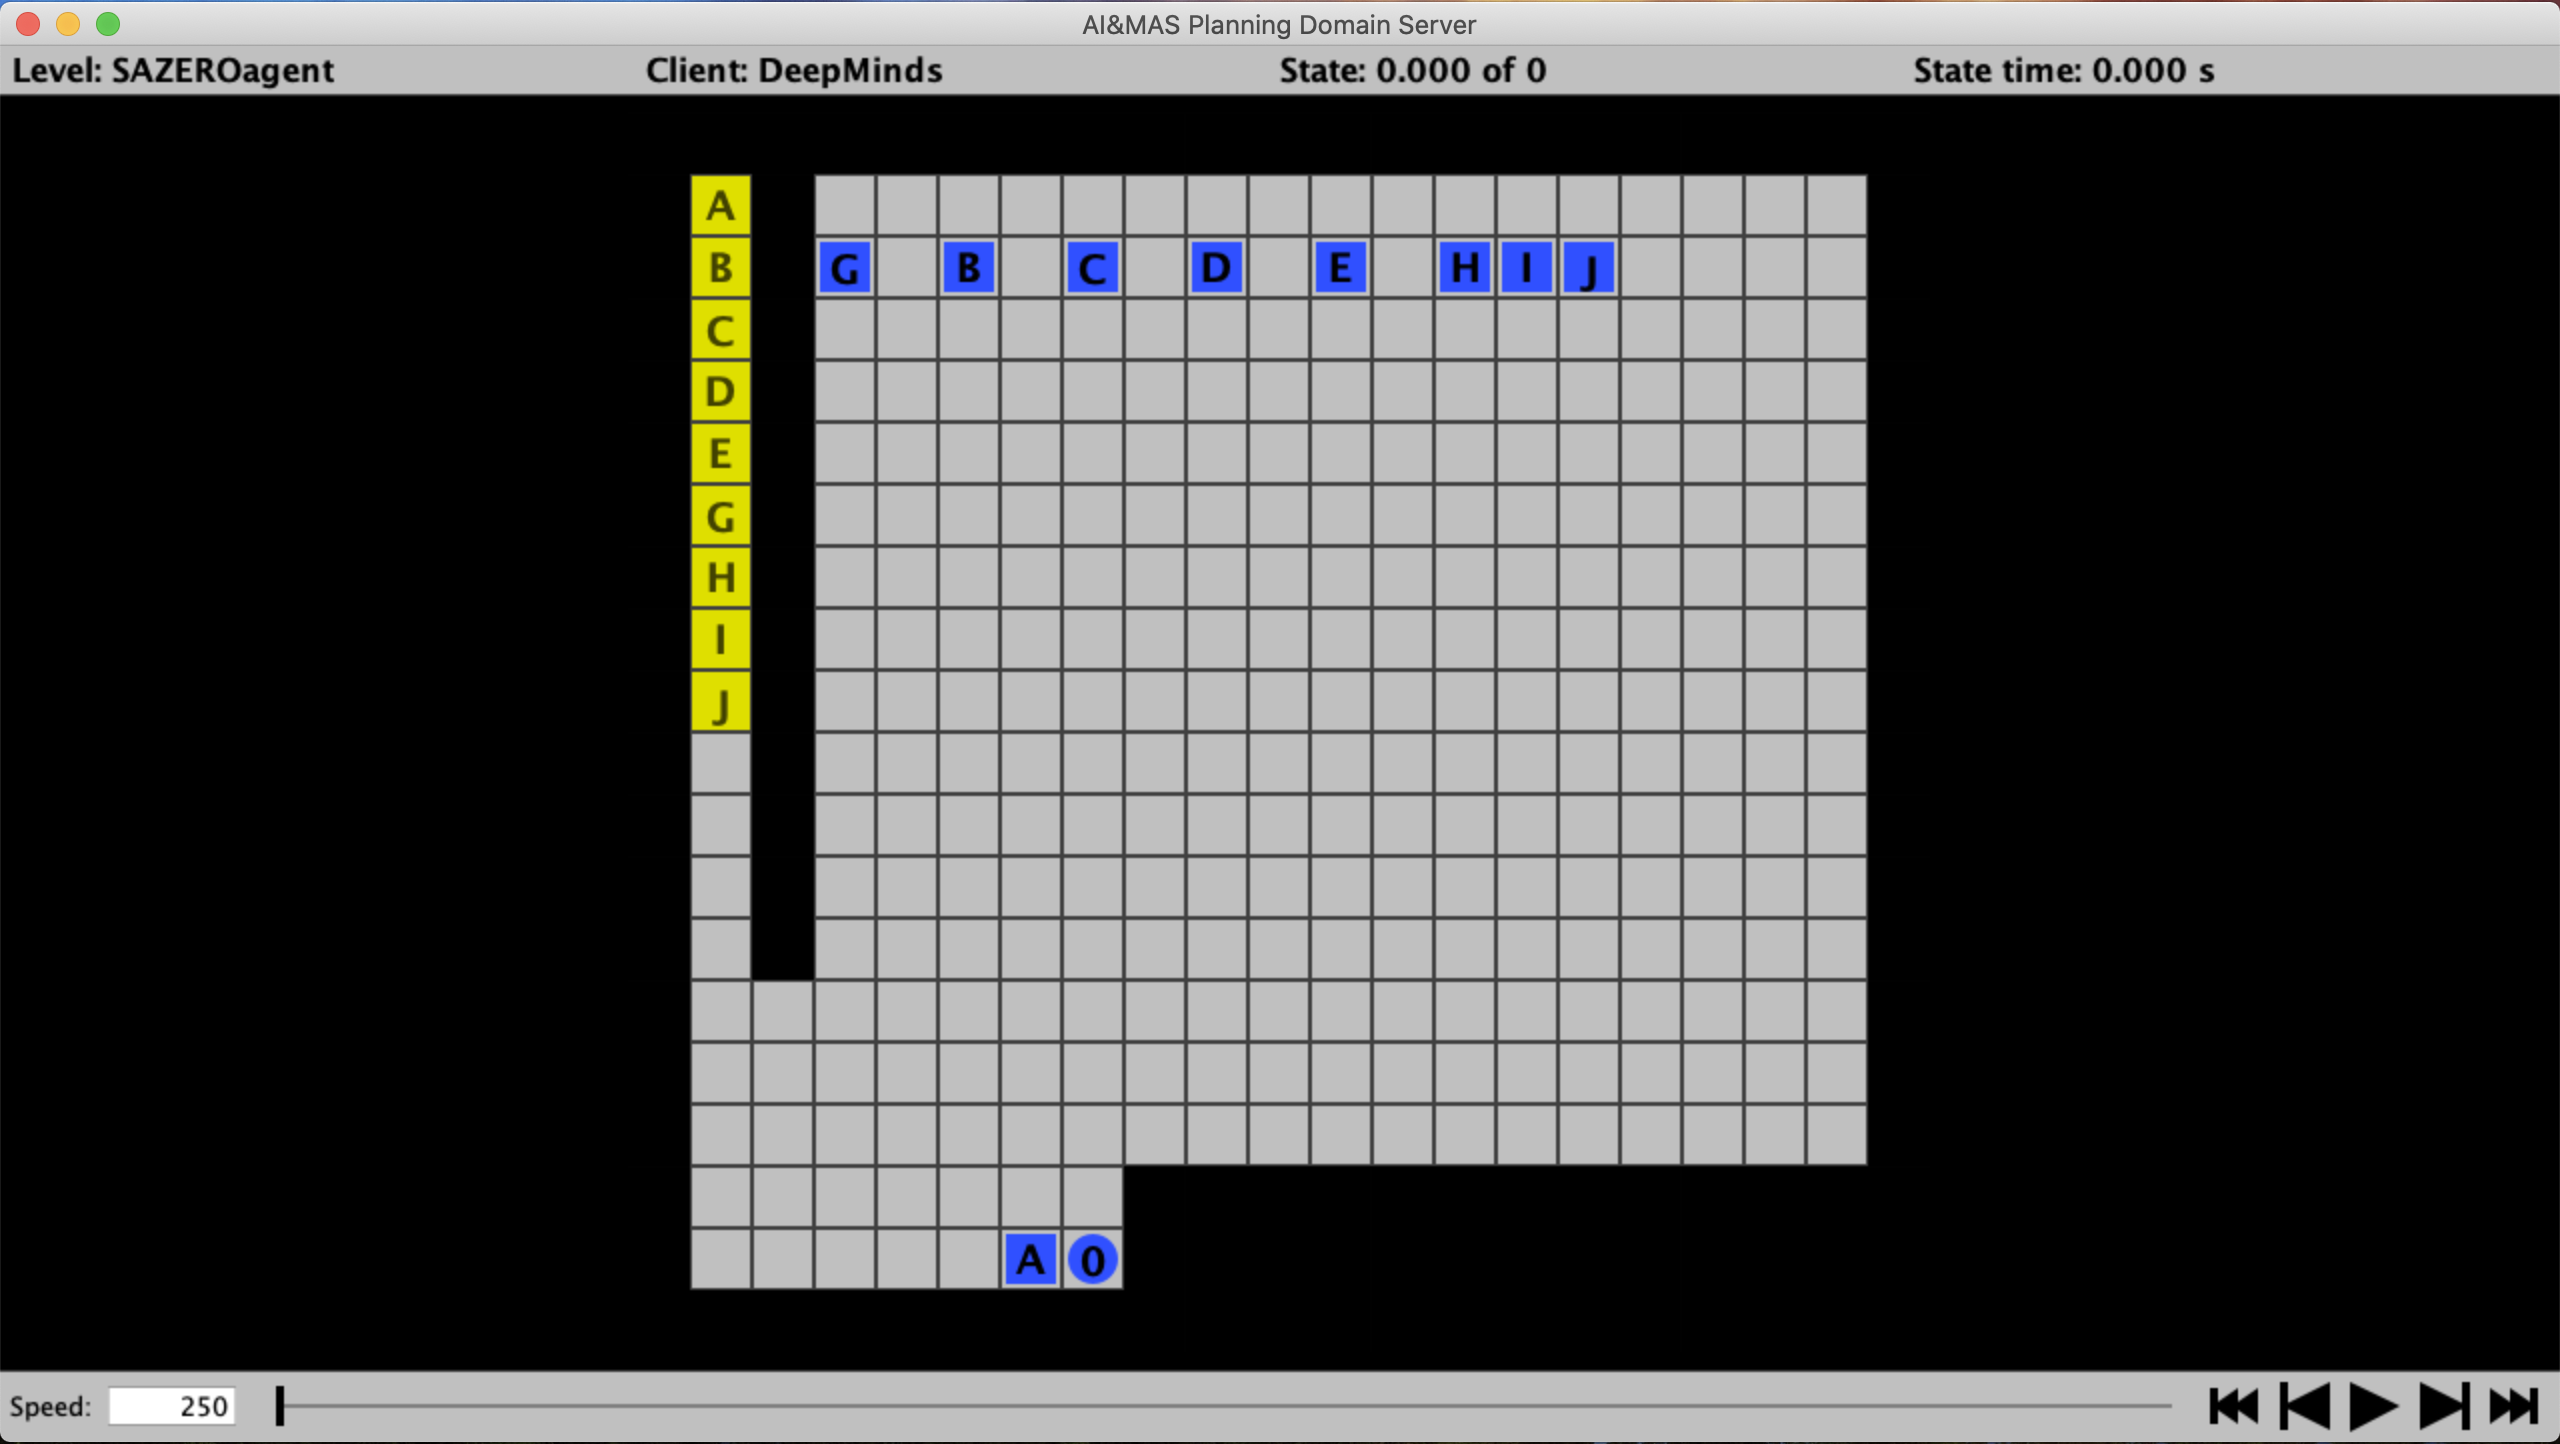 AI&MAS Planning Domain Server
Level: SAZEROagent Client: DeepMinds State: 0.000 of 0 State time: 0.000 s
A
B G B C D E H I J
C
D
E
G
H
I
J
A 0
Speed: 250